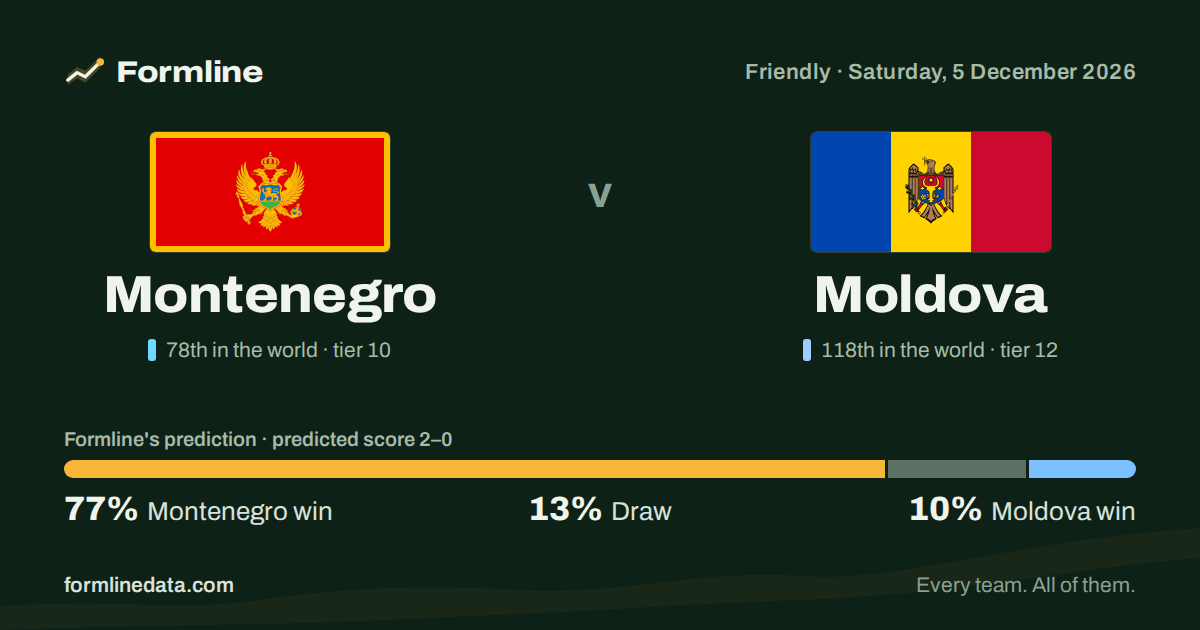 Formline
Friendly · Saturday, 5 December 2026
v
Montenegro
78th in the world · tier 10
Moldova
118th in the world · tier 12
Formline's prediction · predicted score 2–0
77% Montenegro win
13% Draw
10% Moldova win
formlinedata.com
Every team. All of them.